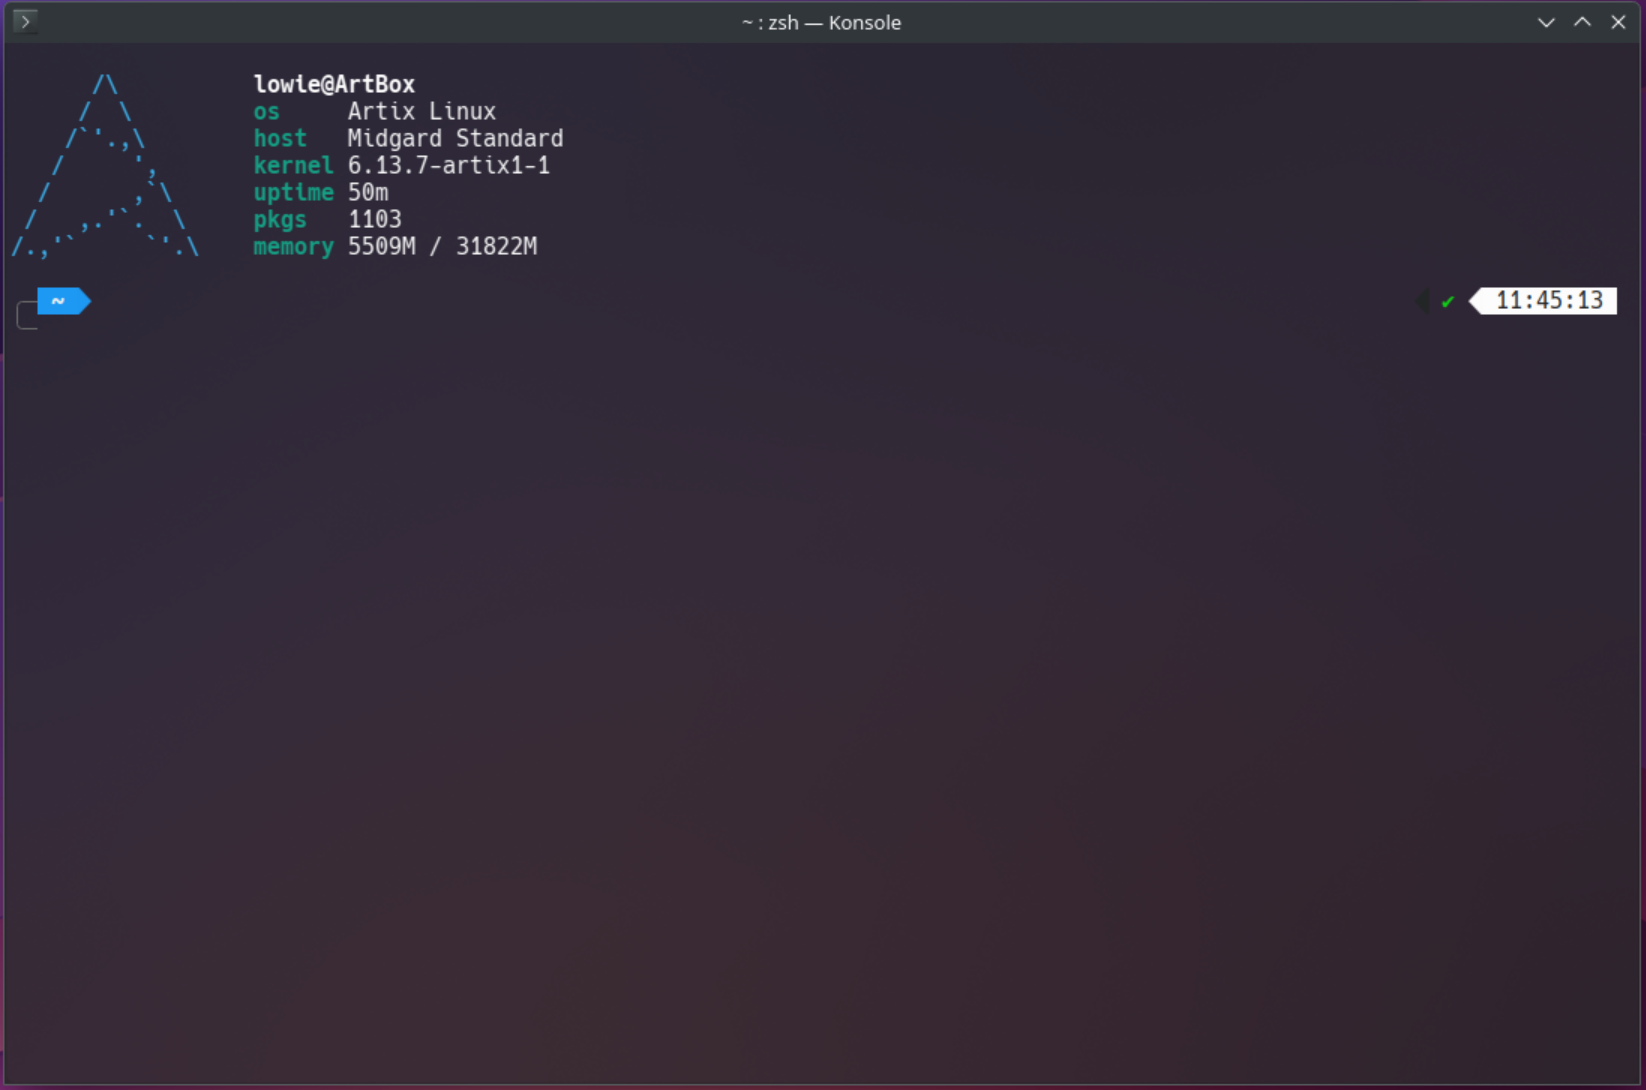 ~ : zsh — Konsole
lowie@ArtBox
os Artix Linux
host Midgard Standard
kernel 6.13.7-artix1-1
uptime 50m
pkgs 1103
memory 5509M / 31822M
~ ✔ 11:45:13